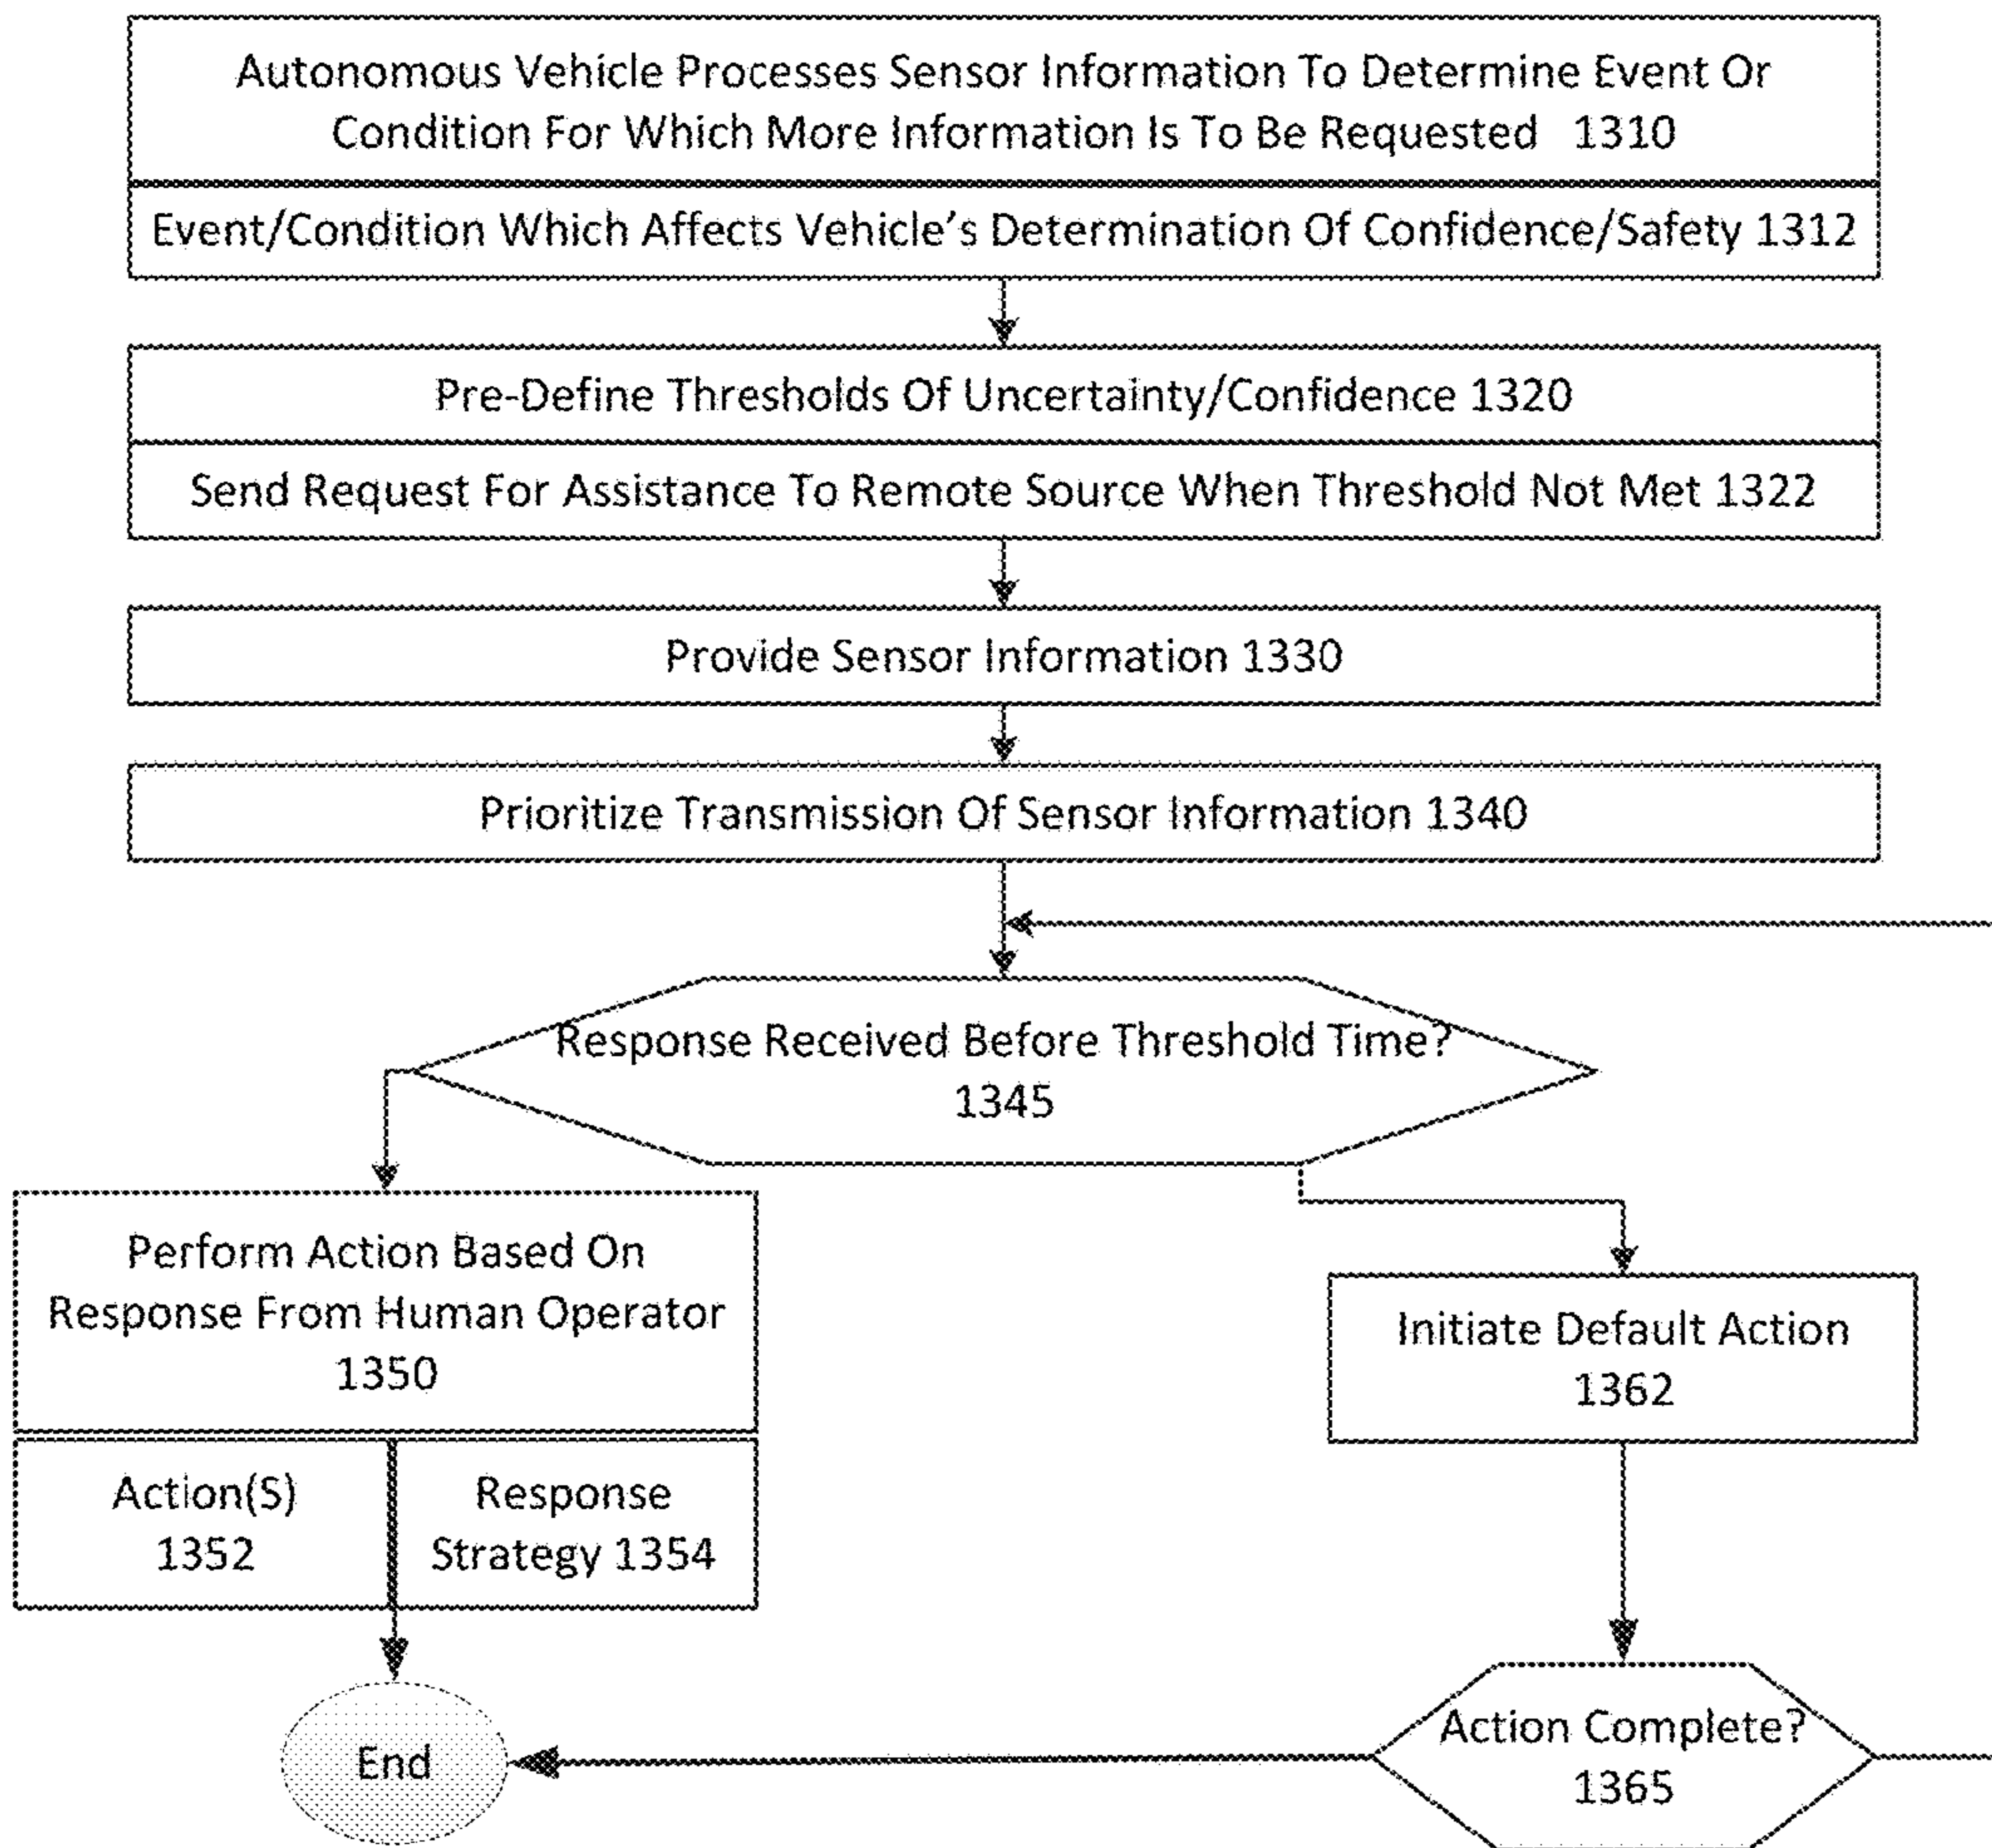 Autonomous Vehicle Processes Sensor Information To Determine Event Or
Condition For Which More Information Is To Be Requested 1310
Event/Condition Which Affects Vehicle's Determination Of Confidence/Safety 1312
Pre-Define Thresholds Of Uncertainty/Confidence 1320
Send Request For Assistance To Remote Source When Threshold Not Met 1322
Provide Sensor Information 1330
Prioritize Transmission Of Sensor Information 1340
Response Received Before Threshold Time?
1345
Perform Action Based On
Response From Human Operator
1350
Action(S)
1352
Response
Strategy 1354
Initiate Default Action
1362
Action Complete?
1365
End